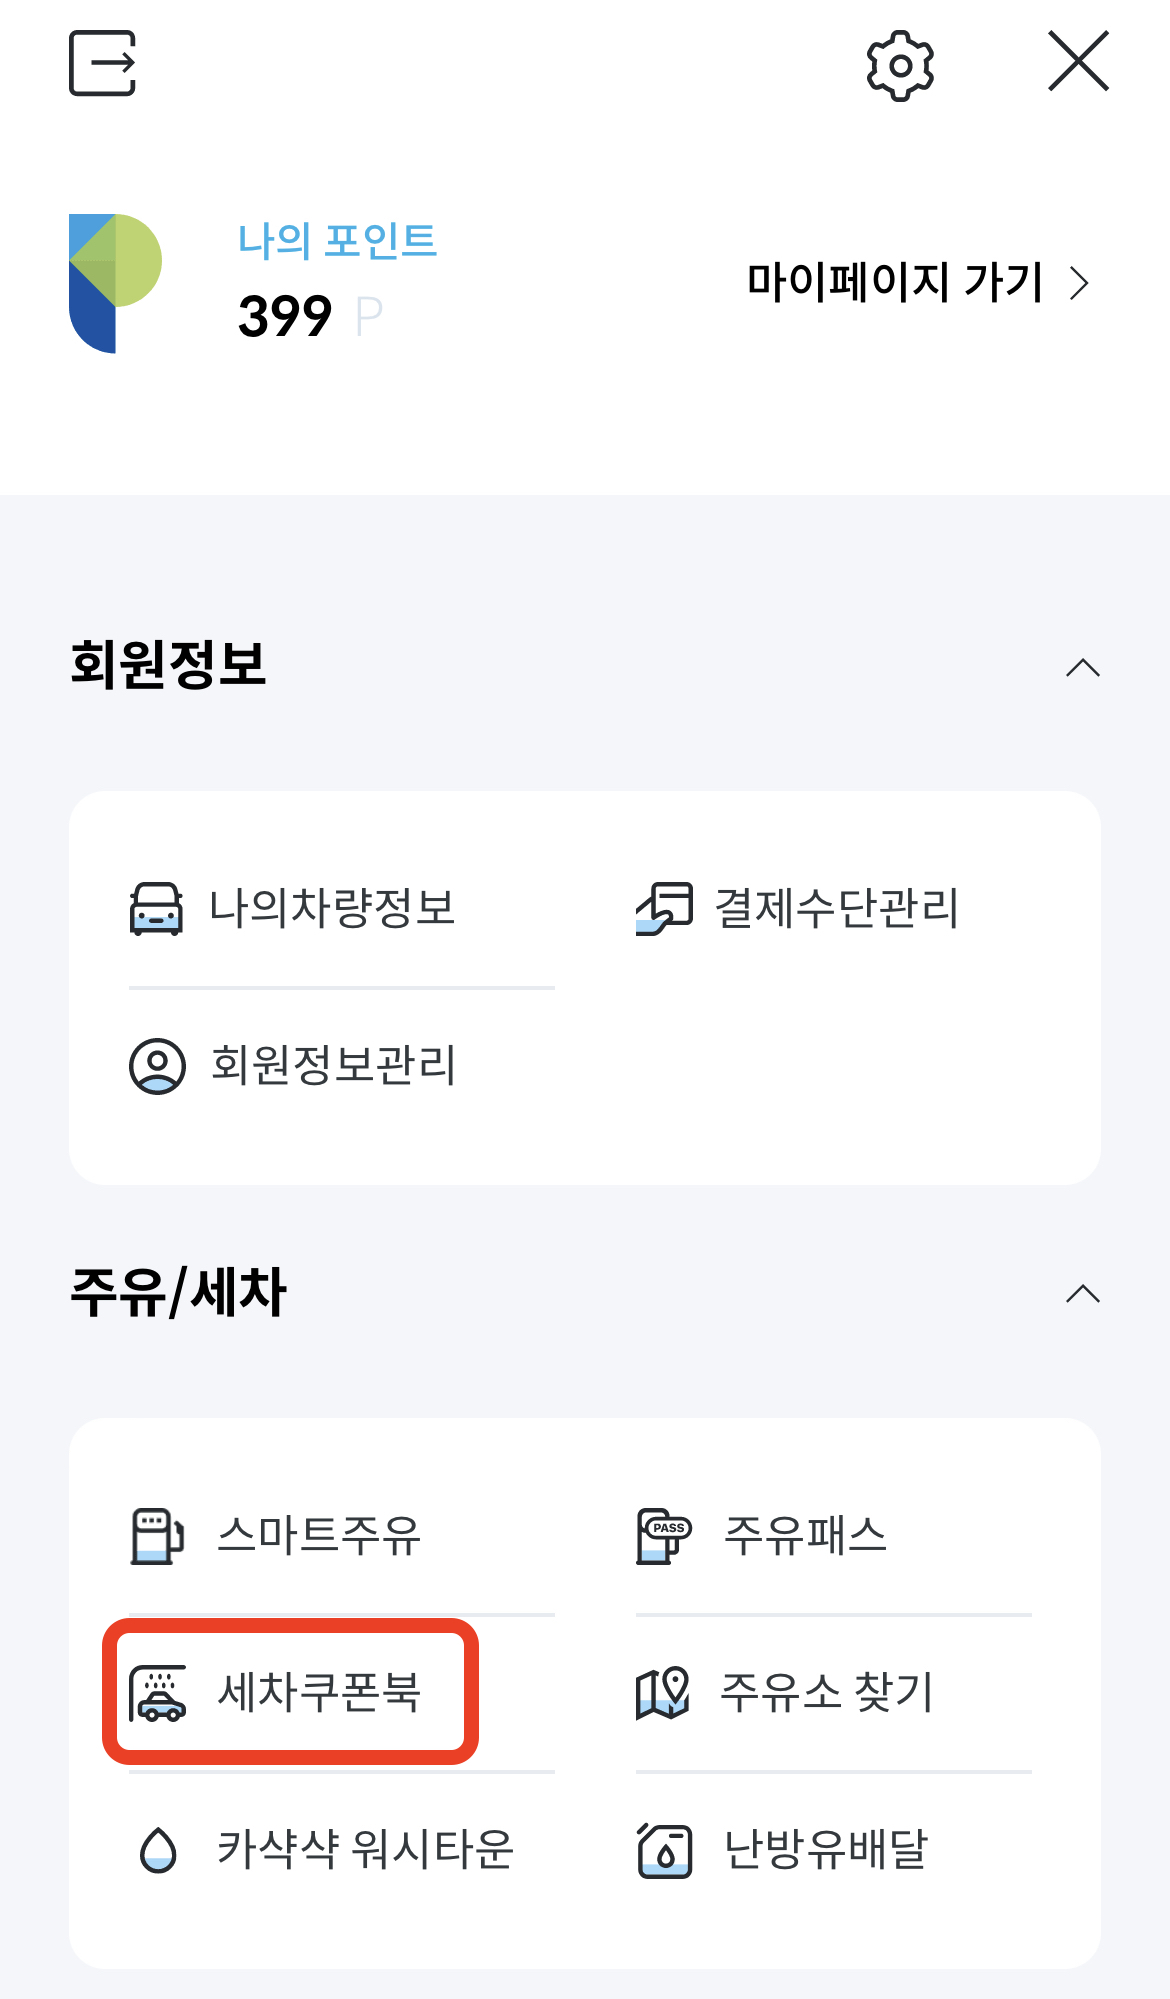 나의 포인트
399 P
마이페이지 가기
회원정보
나의차량정보
결제수단관리
회원정보관리
주유/세차
스마트주유
PASS
주유패스
세차쿠폰북
주유소 찾기
카샥샥 워시타운
난방유배달